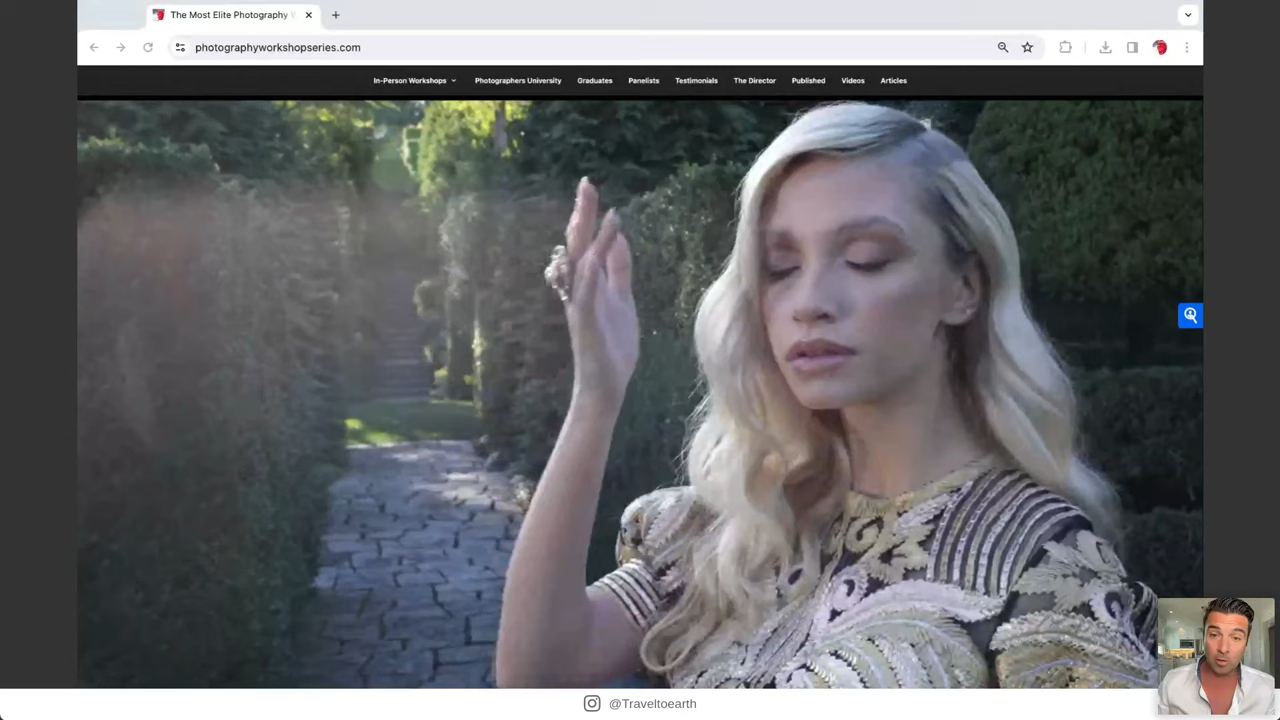 The Most Elite Photography
photographyworkshopseries.com
In-Person Workshops Photographers University Graduates Panelists Testimonials The Director Published Videos Articles
@Traveltoearth